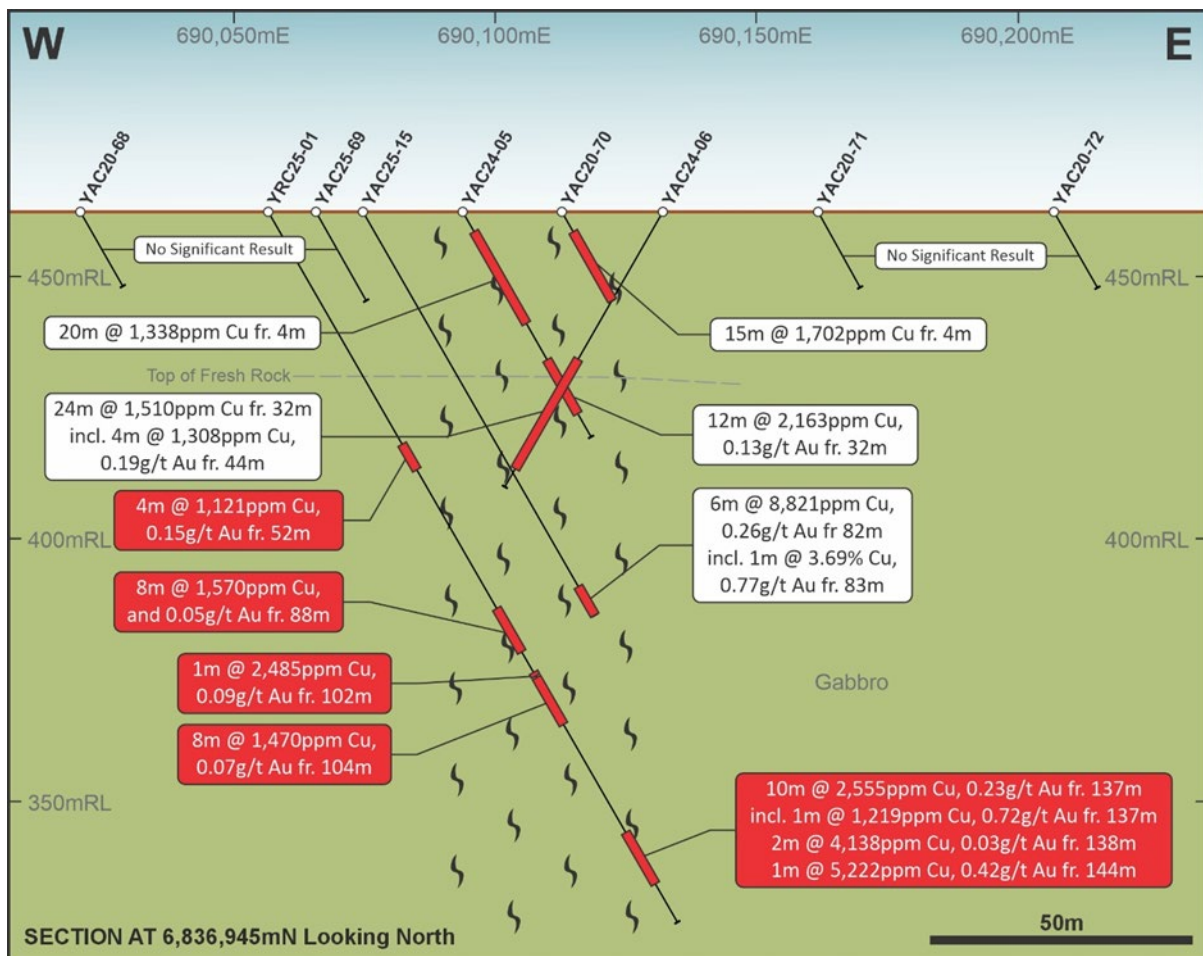 W
690,050mE
690,100mE
690,150mE
690,200mE
E
YAC20-68
YRC25-01
YAC25-69
YAC25-15
YAC24-05
YAC20-70
YAC24-06
YAC20-71
YAC20-72
No Significant Result
No Significant Result
450mRL
450mRL
20m @ 1,338ppm Cu fr. 4m
15m @ 1,702ppm Cu fr. 4m
Top of Fresh Rock
24m @ 1,510ppm Cu fr. 32m
incl. 4m @ 1,308ppm Cu,
0.19g/t Au fr. 44m
12m @ 2,163ppm Cu,
0.13g/t Au fr. 32m
4m @ 1,121ppm Cu,
0.15g/t Au fr. 52m
6m @ 8,821ppm Cu,
0.26g/t Au fr 82m
incl. 1m @ 3.69% Cu,
0.77g/t Au fr. 83m
400mRL
400mRL
8m @ 1,570ppm Cu,
and 0.05g/t Au fr. 88m
1m @ 2,485ppm Cu,
0.09g/t Au fr. 102m
Gabbro
8m @ 1,470ppm Cu,
0.07g/t Au fr. 104m
350mRL
350mRL
10m @ 2,555ppm Cu, 0.23g/t Au fr. 137m
incl. 1m @ 1,219ppm Cu, 0.72g/t Au fr. 137m
2m @ 4,138ppm Cu, 0.03g/t Au fr. 138m
1m @ 5,222ppm Cu, 0.42g/t Au fr. 144m
SECTION AT 6,836,945mN Looking North
50m